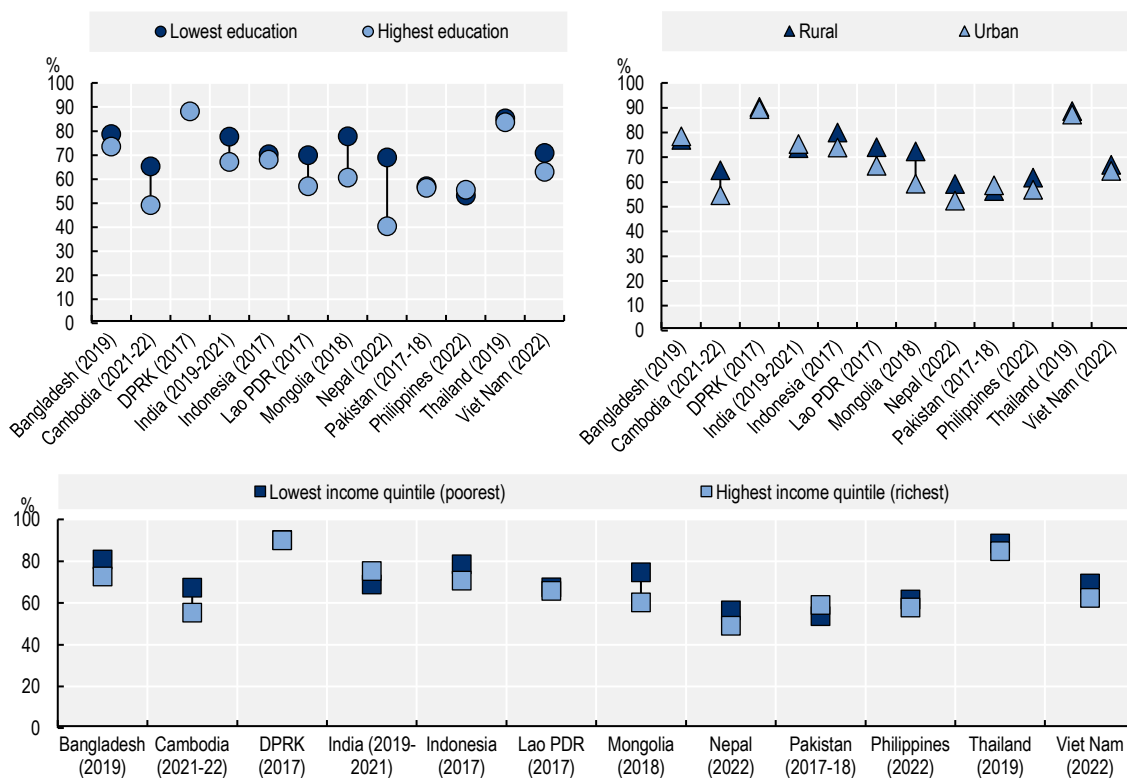 Lowest education
Highest education
%
100
90
80
70
60
50
40
30
20
10
0
Bangladesh (2019)
Cambodia (2021-22)
DPRK (2017)
India (2019-2021)
Indonesia (2017)
Lao PDR (2017)
Mongolia (2018)
Nepal (2022)
Pakistan (2017-18)
Philippines (2022)
Thailand (2019)
Viet Nam (2022)
Rural
Urban
%
100
90
80
70
60
50
40
30
20
10
0
Bangladesh (2019)
Cambodia (2021-22)
DPRK (2017)
India (2019-2021)
Indonesia (2017)
Lao PDR (2017)
Mongolia (2018)
Nepal (2022)
Pakistan (2017-18)
Philippines (2022)
Thailand (2019)
Viet Nam (2022)
Lowest income quintile (poorest)
Highest income quintile (richest)
%
100
80
60
40
20
0
Bangladesh
(2019)
Cambodia
(2021-22)
DPRK
(2017)
India (2019-
2021)
Indonesia
(2017)
Lao PDR
(2017)
Mongolia
(2018)
Nepal
(2022)
Pakistan
(2017-18)
Philippines
(2022)
Thailand
(2019)
Viet Nam
(2022)